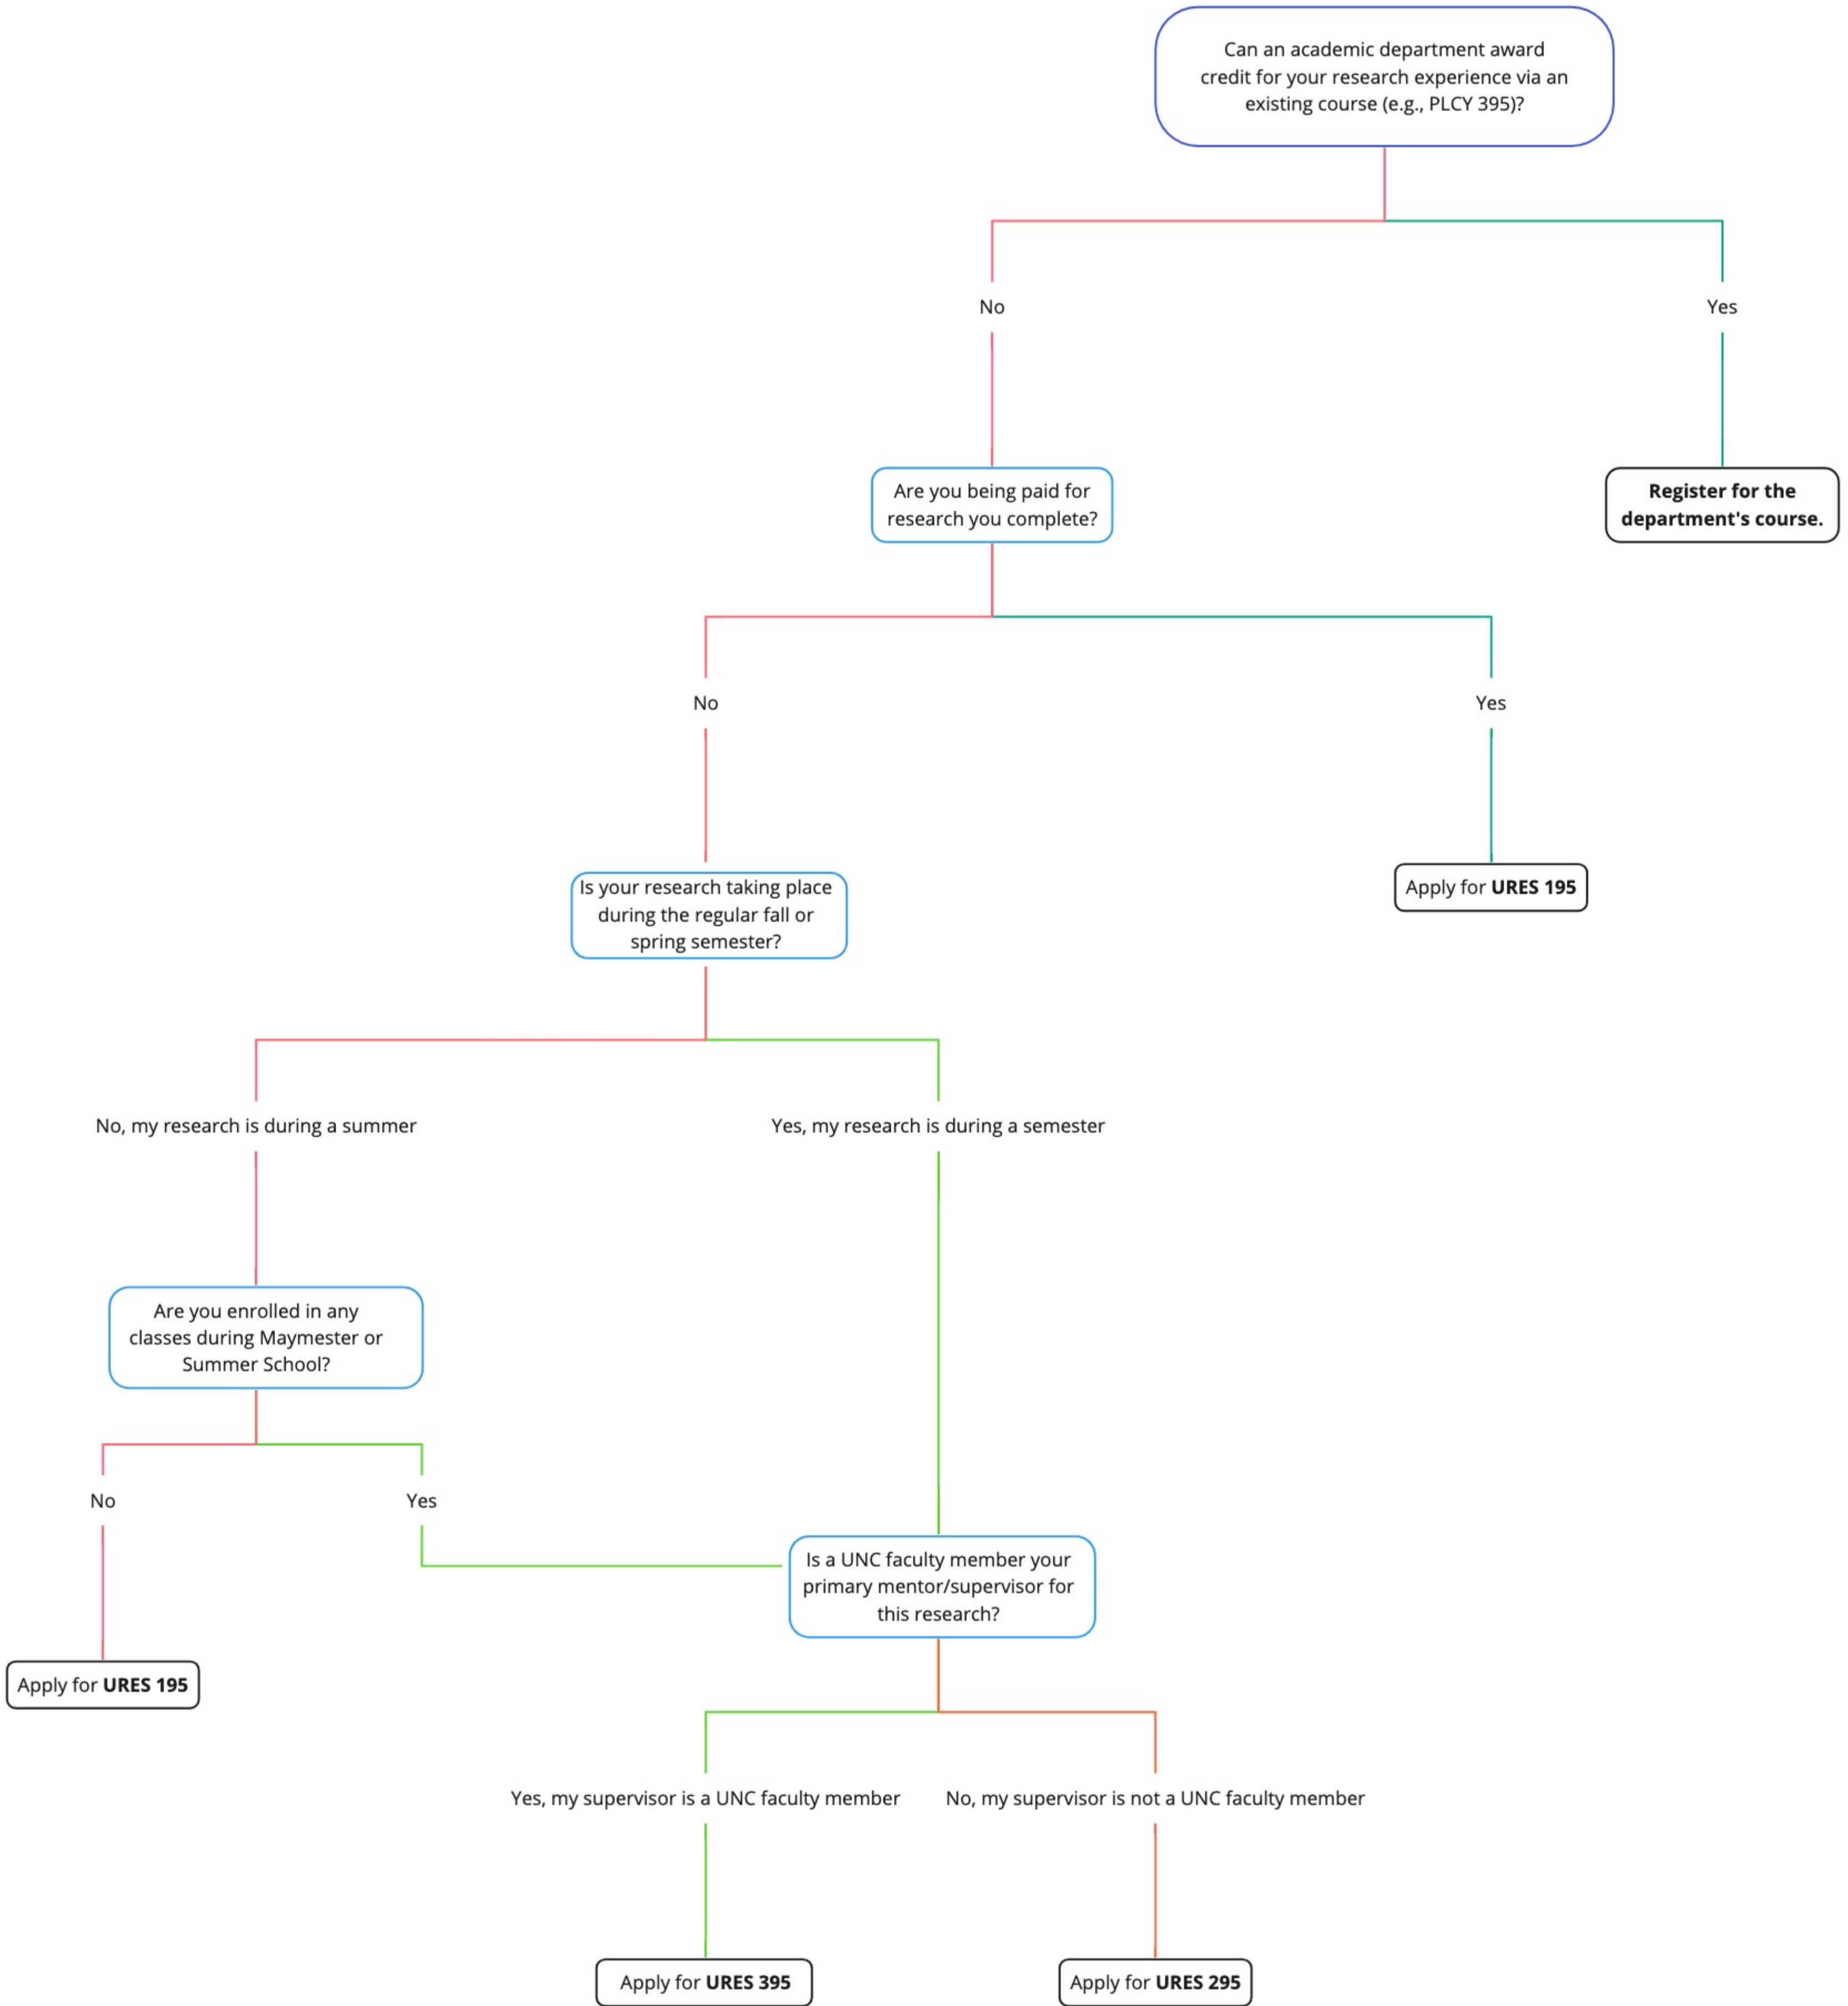 Can an academic department award
credit for your research experience via an
existing course (e.g., PLCY 395)?
No
Yes
Are you being paid for
research you complete?
Register for the
department's course.
No
Yes
Is your research taking place
during the regular fall or
spring semester?
Apply for URES 195
No, my research is during a summer
Yes, my research is during a semester
Are you enrolled in any
classes during Maymester or
Summer School?
No
Yes
Is a UNC faculty member your
primary mentor/supervisor for
this research?
Apply for URES 195
Yes, my supervisor is a UNC faculty member
No, my supervisor is not a UNC faculty member
Apply for URES 395
Apply for URES 295